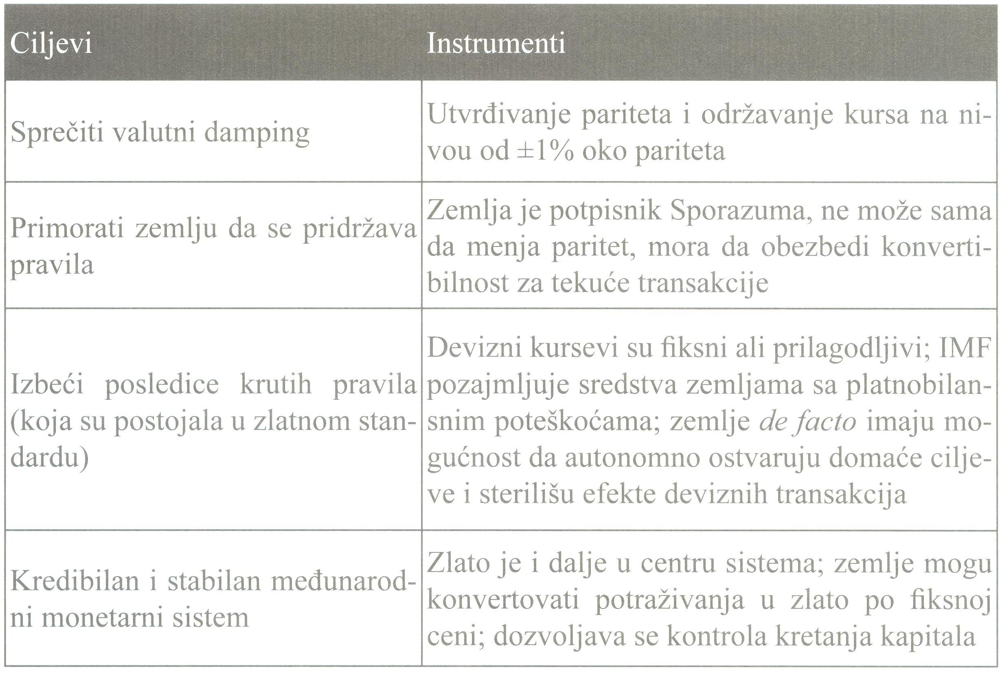 Ciljevi
Instrumenti
Sprečiti valutni damping
Utvrđivanje pariteta i održavanje kursa na ni-
vou od ±1% oko pariteta
Primorati zemlju da se pridržava
pravila
Zemlja je potpisnik Sporazuma, ne može sama
da menja paritet, mora da obezbedi konverti-
bilnost za tekuće transakcije
Izbeći posledice krutih pravila
(koja su postojala u zlatnom stan-
dardu)
Devizni kursevi su fiksni ali prilagodljivi; IMF
pozajmljuje sredstva zemljama sa platnobilan-
snim poteškoćama; zemlje de facto imaju mo-
gućnost da autonomno ostvaruju domaće cilje-
ve i sterilišu efekte deviznih transakcija
Kredibilan i stabilan međunarod-
ni monetarni sistem
Zlato je i dalje u centru sistema; zemlje mogu
konvertovati potraživanja u zlato po fiksnoj
ceni; dozvoljava se kontrola kretanja kapitala